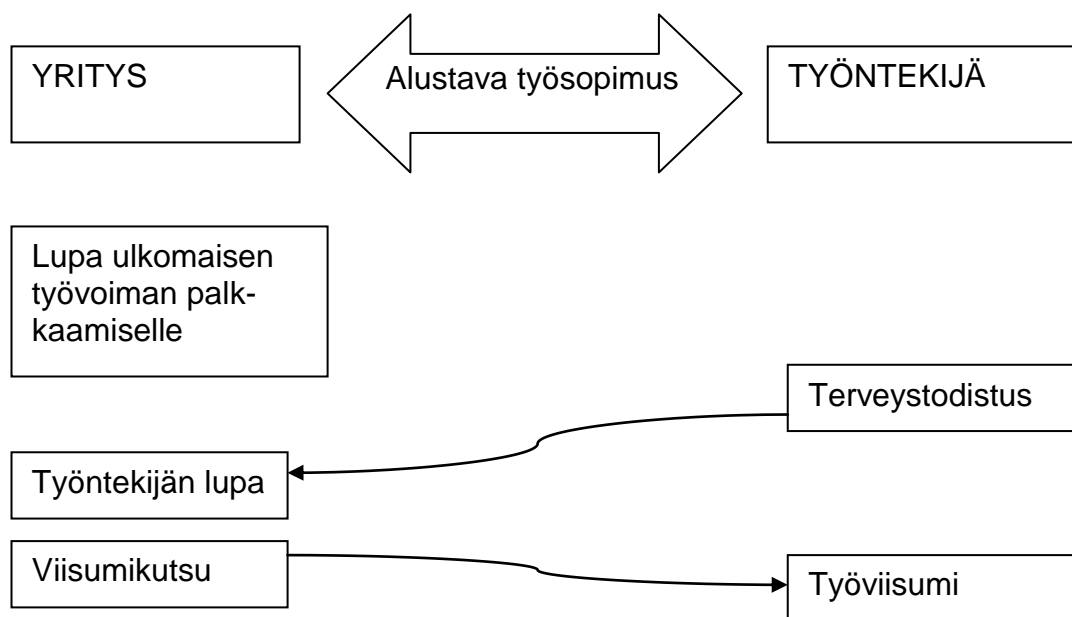 YRITYS
Alustava työsopimus
TYÖNTEKIJÄ
Lupa ulkomaisen
työvoiman palk-
kaamiselle
Terveystodistus
Työntekijän lupa
Viisumikutsu
Työviisumi